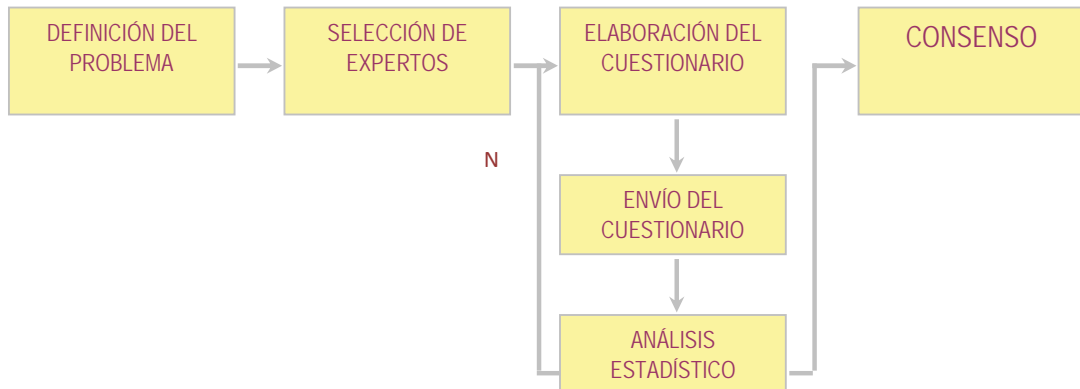 DEFINICIÓN DEL
PROBLEMA
SELECCIÓN DE
EXPERTOS
ELABORACIÓN DEL
CUESTIONARIO
CONSENSO
N
ENVÍO DEL
CUESTIONARIO
ANÁLISIS
ESTADÍSTICO